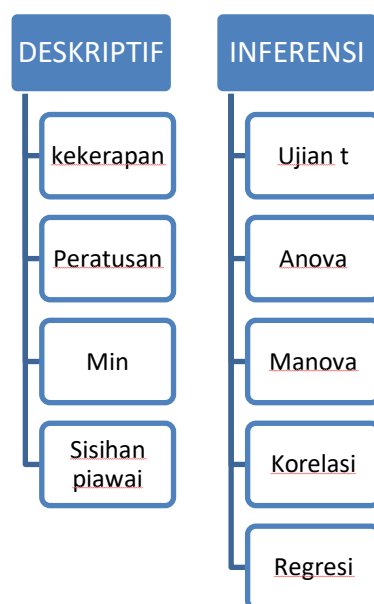 DESKRIPTIF
kekerapan
Peratusan
Min
Sisihan
piawai
INFERENSI
Ujian t
Anova
Manova
Korelasi
Regresi